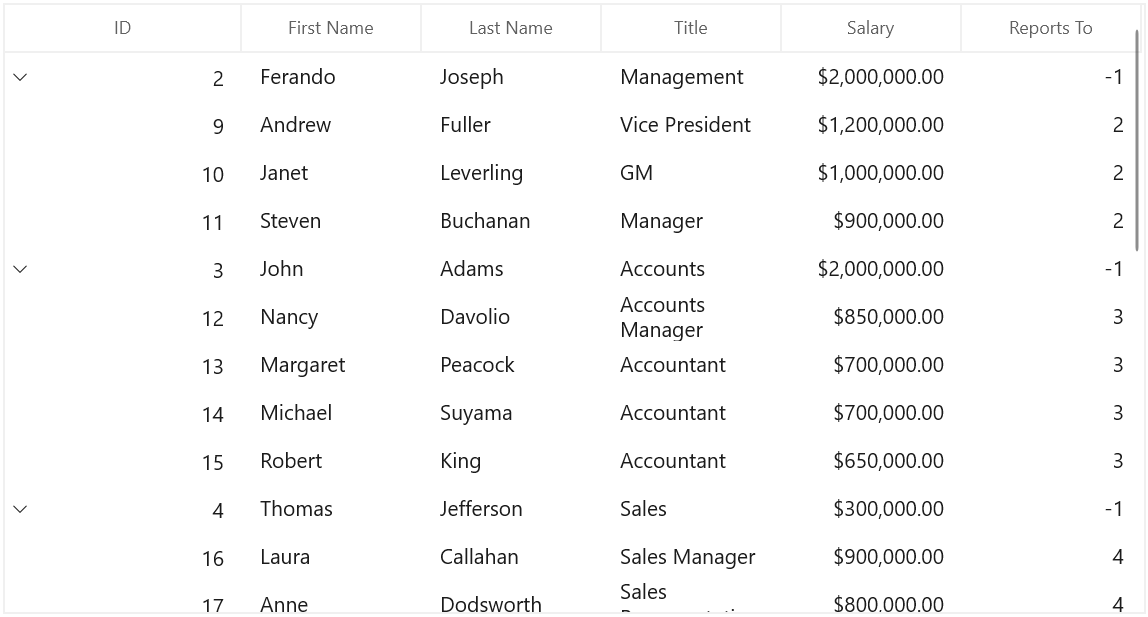 ID First Name Last Name Title Salary Reports To
2 Ferando Joseph Management $2,000,000.00 -1
9 Andrew Fuller Vice President $1,200,000.00 2
10 Janet Leverling GM $1,000,000.00 2
11 Steven Buchanan Manager $900,000.00 2
3 John Adams Accounts $2,000,000.00 -1
12 Nancy Davolio Accounts Manager $850,000.00 3
13 Margaret Peacock Accountant $700,000.00 3
14 Michael Suyama Accountant $700,000.00 3
15 Robert King Accountant $650,000.00 3
4 Thomas Jefferson Sales $300,000.00 -1
16 Laura Callahan Sales Manager $900,000.00 4
17 Anne Dodsworth Sales $800,000.00 4